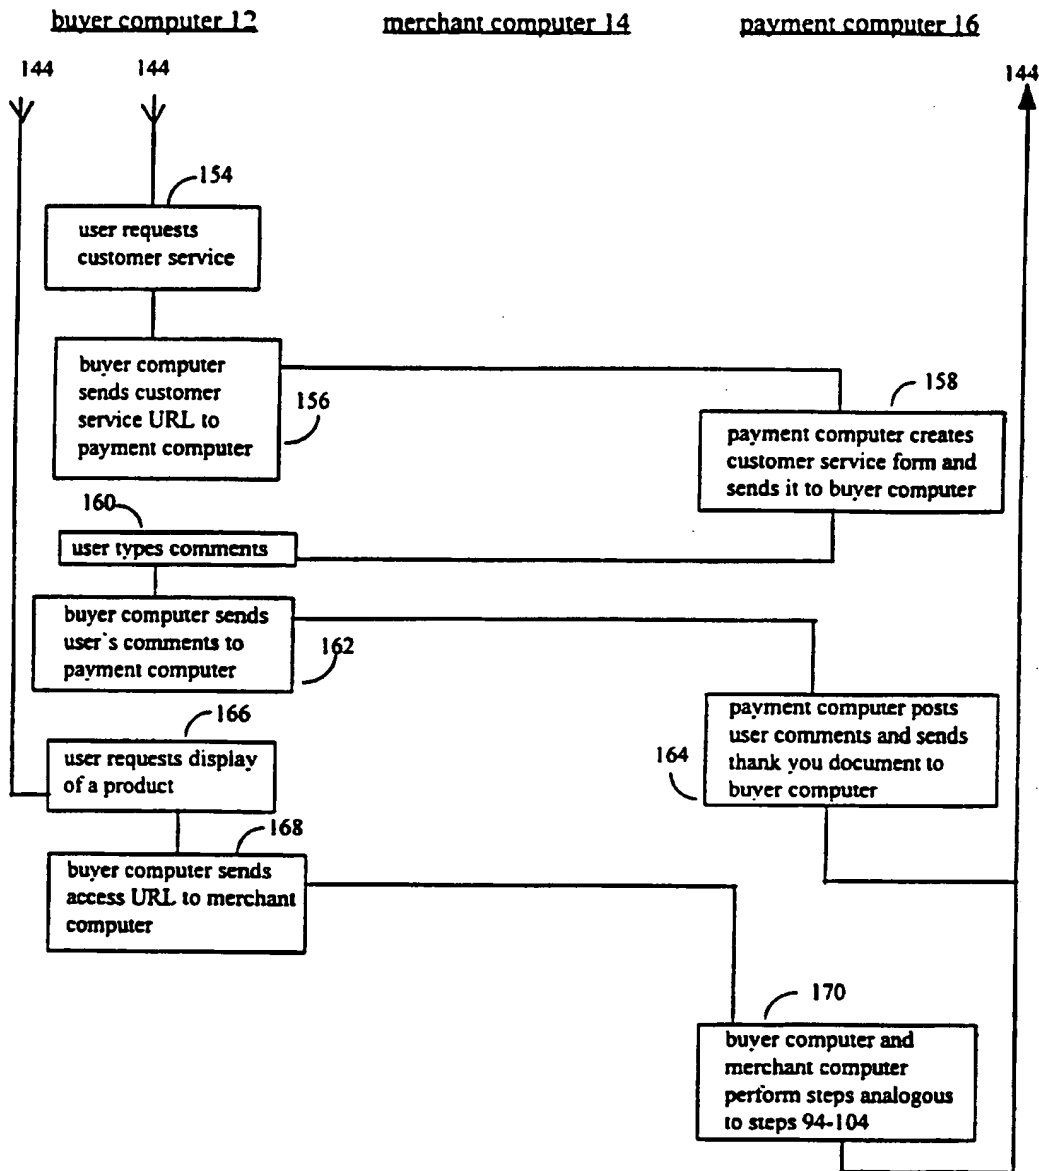 buyer computer 12
merchant computer 14
payment computer 16
144
144
144
154
user requests
customer service
buyer computer
sends customer
service URL to
payment computer
156
158
payment computer creates
customer service form and
sends it to buyer computer
160
user types comments
buyer computer sends
user's comments to
payment computer
162
payment computer posts
user comments and sends
thank you document to
buyer computer
164
166
user requests display
of a product
168
buyer computer sends
access URL to merchant
computer
170
buyer computer and
merchant computer
perform steps analogous
to steps 94-104